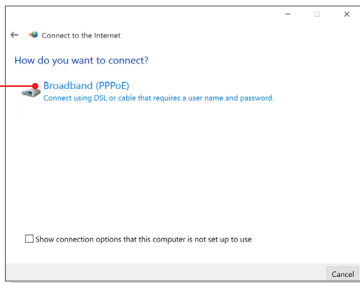 Connect to the Internet
How do you want to connect?
Broadband (PPPoE)
Connect using DSL or cable that requires a user name and password.
Show connection options that this computer is not set up to use
Cancel